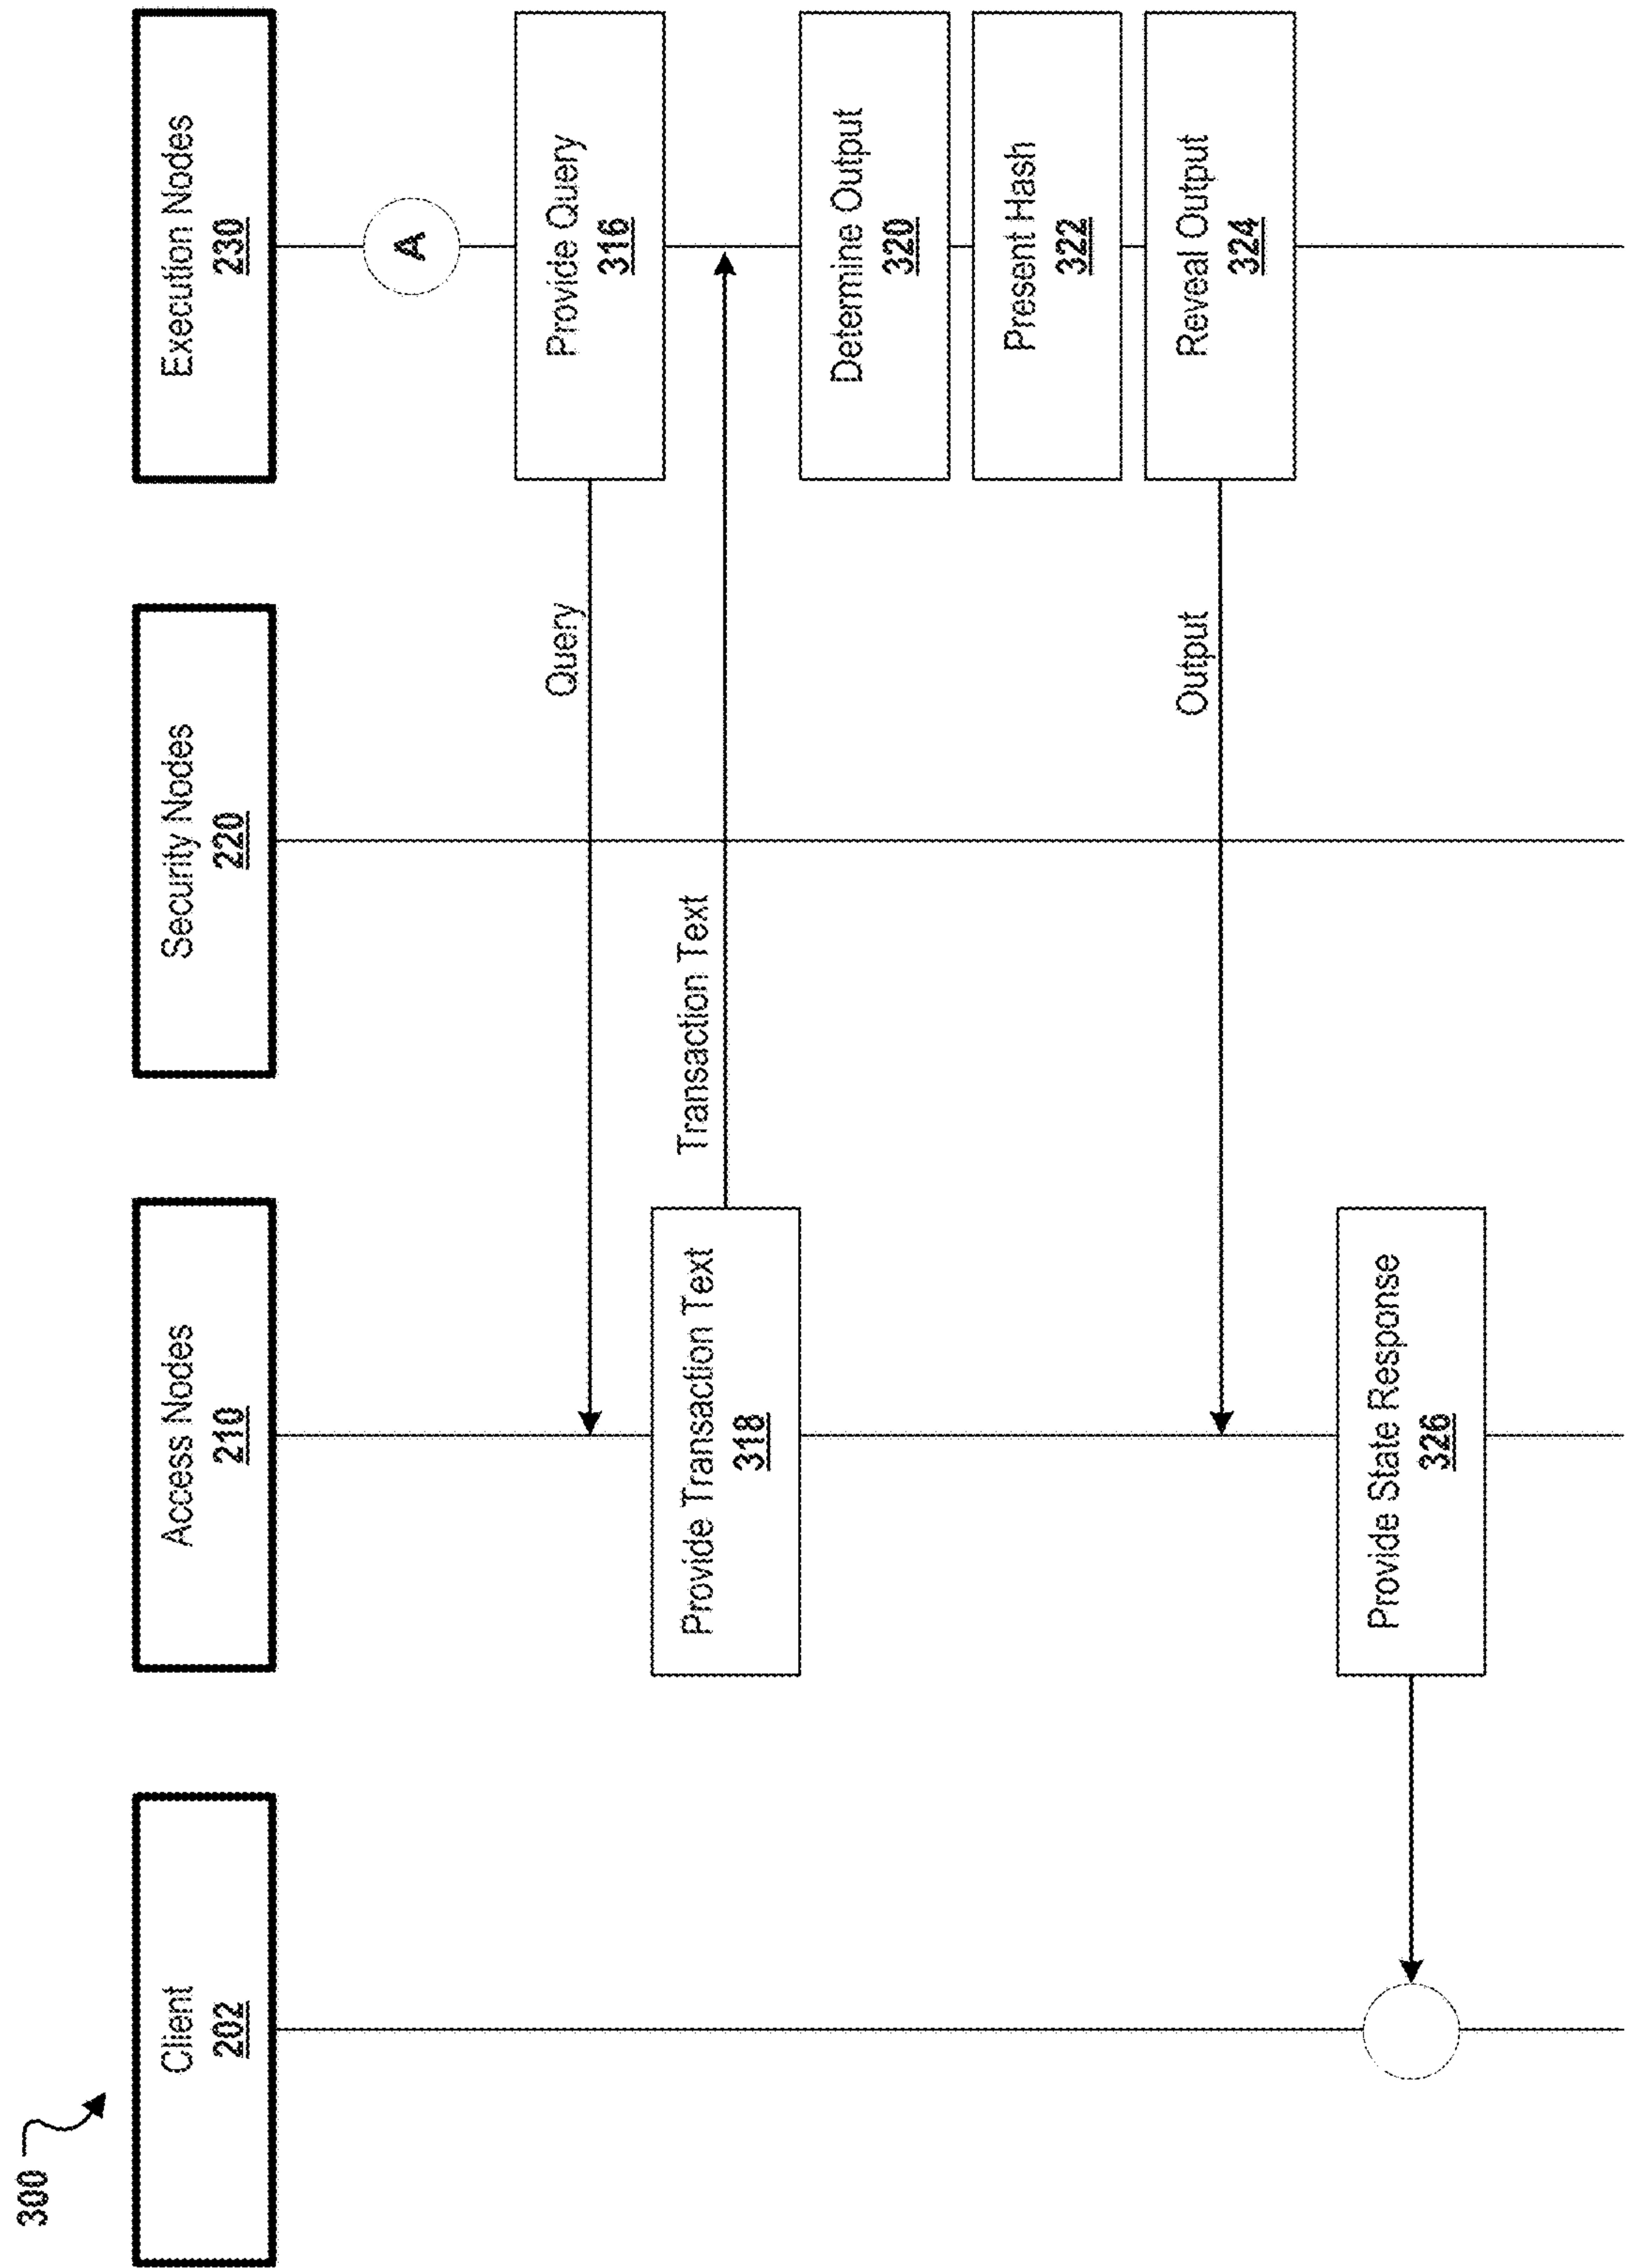 300
Client
202
Access Nodes
210
Security Nodes
220
Execution Nodes
230
A
Provide Query
316
Query
Provide Transaction Text
318
Transaction Text
Determine Output
320
Present Hash
322
Reveal Output
324
Output
Provide State Response
326